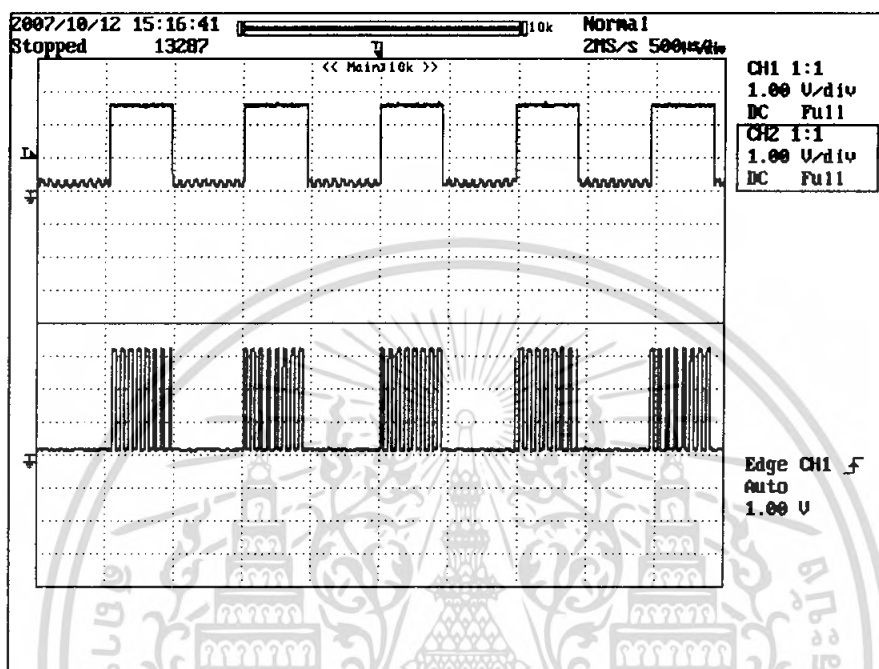 2007/10/12 15:16:41 10k Normal
Stopped 13287 2MS/s 500µs/div
<< Main:10k >>
CH1 1:1
1.00 V/div
DC Full
CH2 1:1
1.00 V/div
DC Full
Edge CH1
Auto
1.00 V